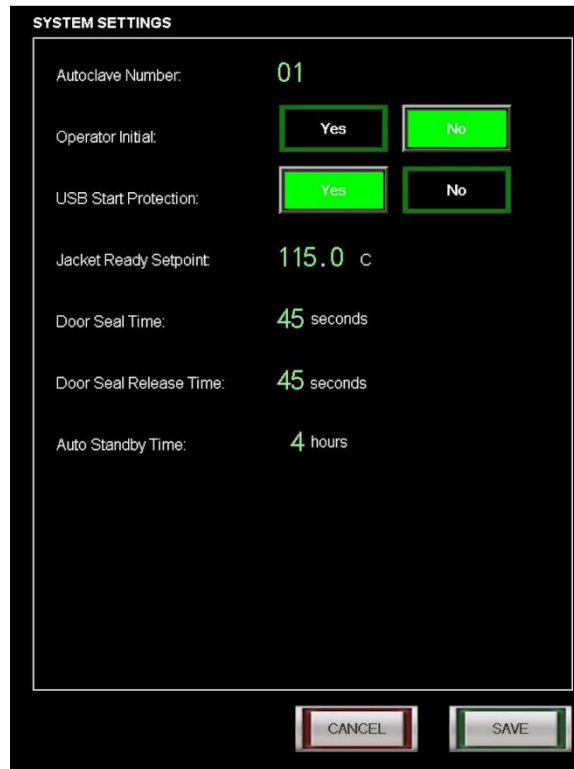 SYSTEM SETTINGS
Autoclave Number: 01
Operator Initial: Yes No
USB Start Protection: Yes No
Jacket Ready Setpoint: 115.0 C
Door Seal Time: 45 seconds
Door Seal Release Time: 45 seconds
Auto Standby Time: 4 hours
CANCEL SAVE